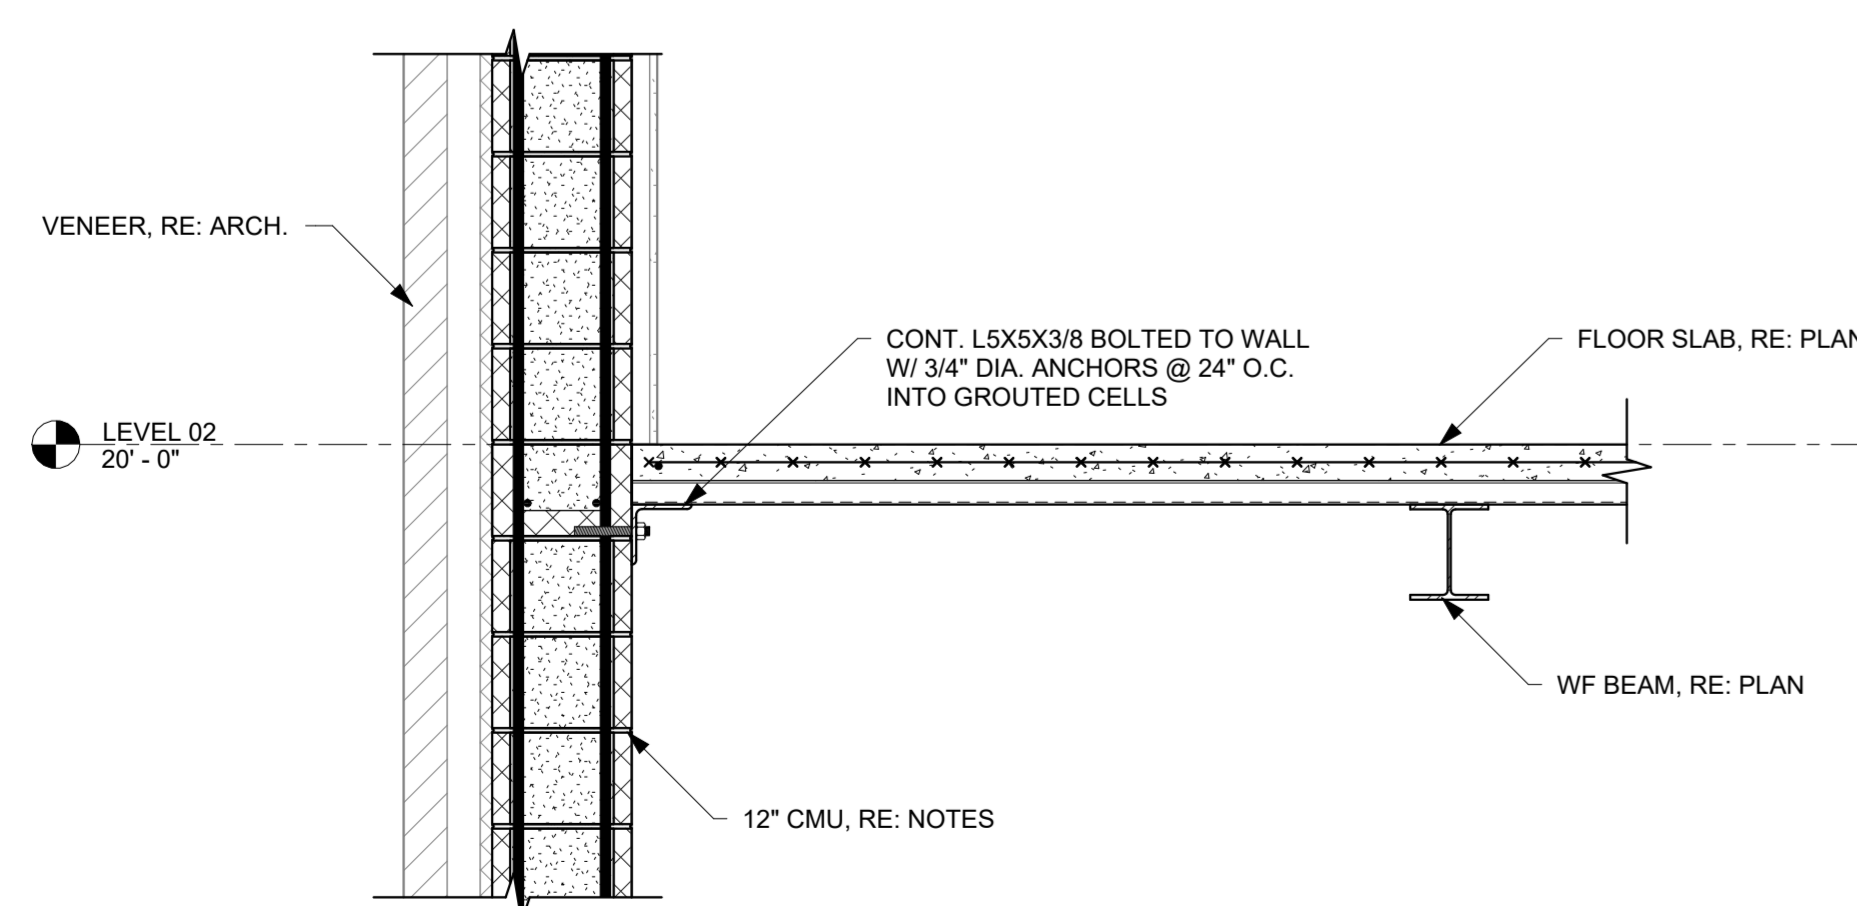 VENEER, RE: ARCH.
CONT. L5X5X3/8 BOLTED TO WALL
W/ 3/4" DIA. ANCHORS @ 24" O.C.
INTO GROUTED CELLS
FLOOR SLAB, RE: PLAN
LEVEL 02
20' - 0"
WF BEAM, RE: PLAN
12" CMU, RE: NOTES